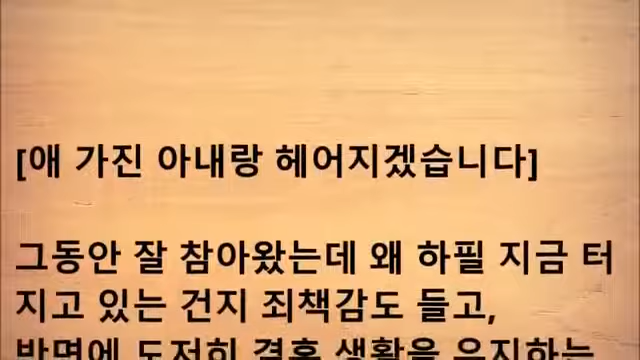 [애 가진 아내랑 헤어지겠습니다]
그동안 잘 참아왔는데 왜 하필 지금 터
지고 있는 건지 죄책감도 들고,
반면에 도저히 결혼 생활을 유지하는